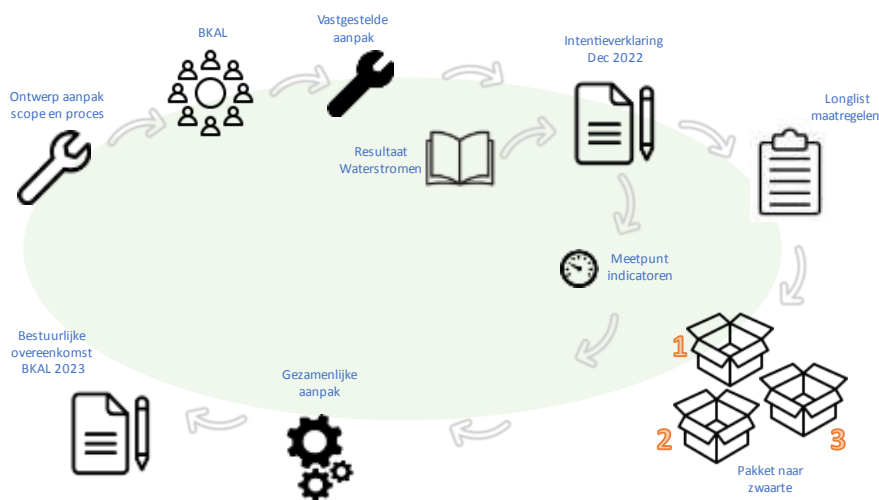 BKAL
Vastgestelde
aanpak
Intentieverklaring
Dec 2022
Ontwerp aanpak
scope en proces
Longlist
maatregelen
Resultaat
Waterstromen
Meetpunt
indicatoren
Bestuurlijke
overeenkomst
BKAL 2023
Gezamenlijke
aanpak
1
2
3
Pakket naar
zwaarte